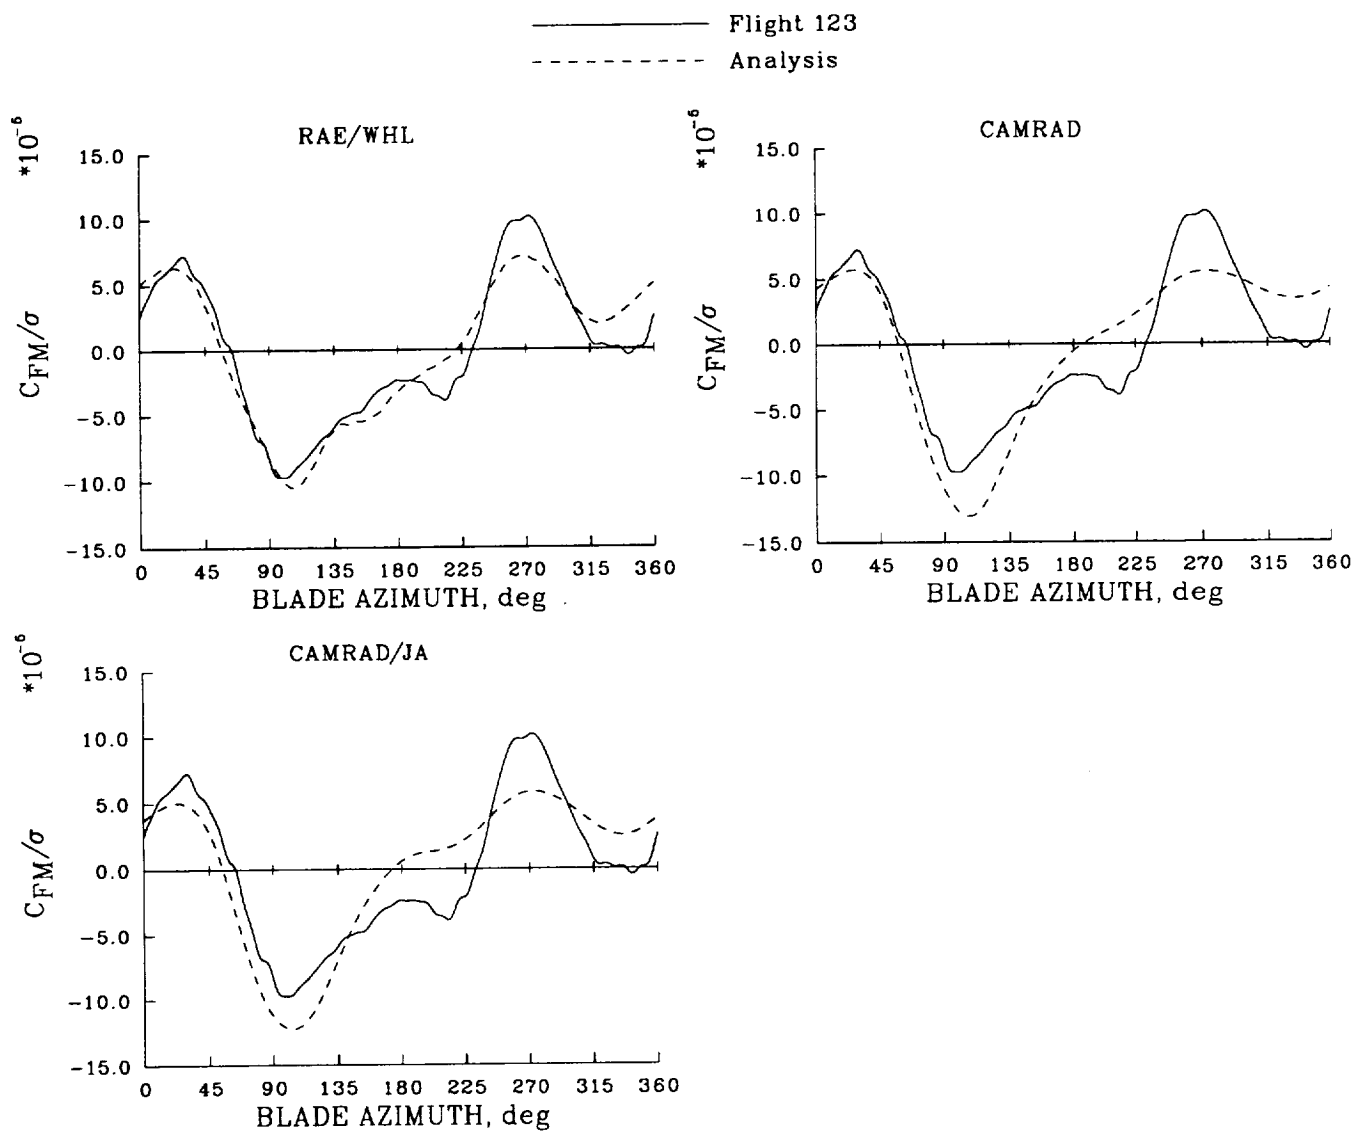 Flight 123
Analysis
RAE/WHL
*10⁻⁶
15.0
10.0
5.0
0.0
−5.0
−10.0
−15.0
C_FM/σ
0 45 90 135 180 225 270 315 360
BLADE AZIMUTH, deg
CAMRAD
*10⁻⁶
15.0
10.0
5.0
0.0
−5.0
−10.0
−15.0
C_FM/σ
0 45 90 135 180 225 270 315 360
BLADE AZIMUTH, deg
CAMRAD/JA
*10⁻⁶
15.0
10.0
5.0
0.0
−5.0
−10.0
−15.0
C_FM/σ
0 45 90 135 180 225 270 315 360
BLADE AZIMUTH, deg